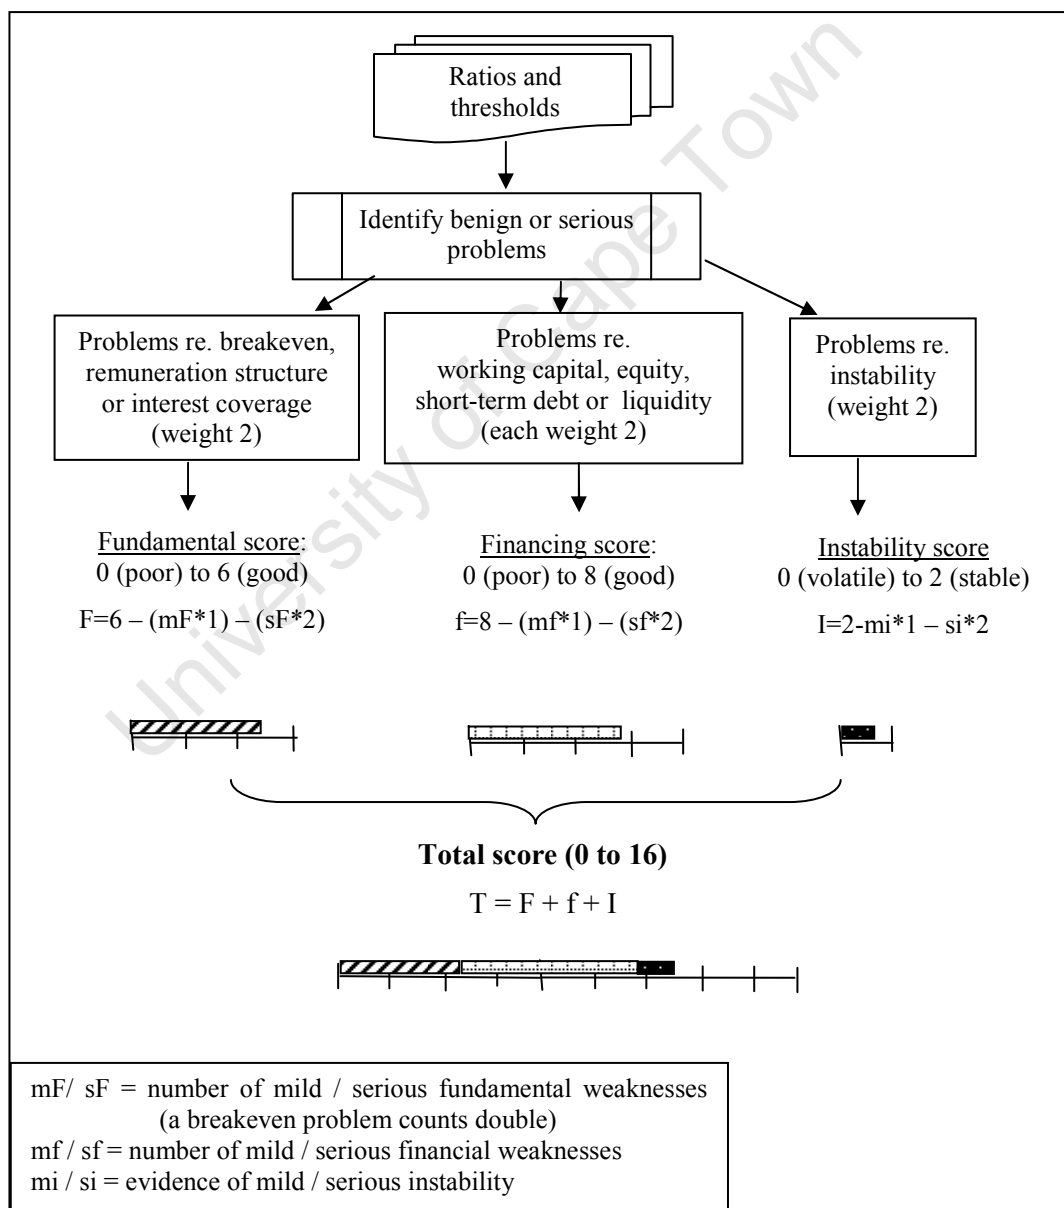 Ratios and
thresholds
Identify benign or serious
problems
Problems re. breakeven,
remuneration structure
or interest coverage
(weight 2)
Problems re.
working capital, equity,
short-term debt or liquidity
(each weight 2)
Problems re.
instability
(weight 2)
Fundamental score:
0 (poor) to 6 (good)
F=6 – (mF*1) – (sF*2)
Financing score:
0 (poor) to 8 (good)
f=8 – (mf*1) – (sf*2)
Instability score
0 (volatile) to 2 (stable)
I=2-mi*1 – si*2
Total score (0 to 16)
T = F + f + I
mF/ sF = number of mild / serious fundamental weaknesses
(a breakeven problem counts double)
mf / sf = number of mild / serious financial weaknesses
mi / si = evidence of mild / serious instability
University of Cape Town